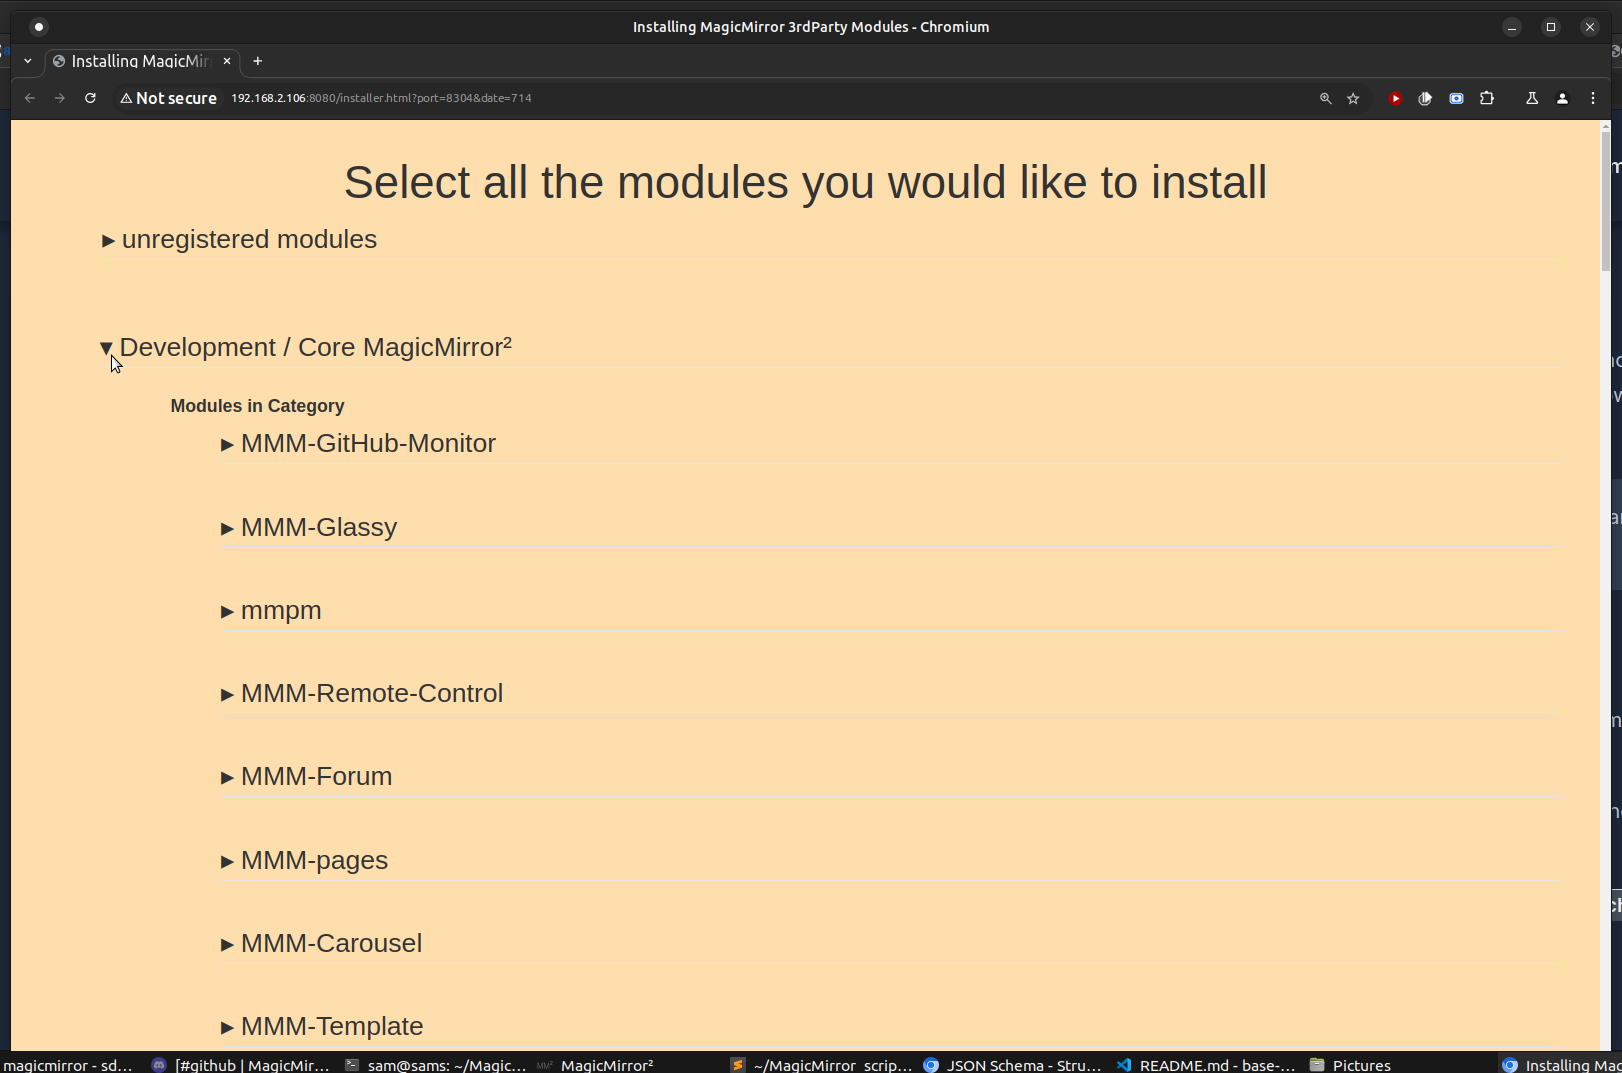 Installing MagicMirror 3rdParty Modules - Chromium
Installing MagicMir
Not secure 192.168.2.106:8080/installer.html?port=8304&date=714
Select all the modules you would like to install
unregistered modules
Development / Core MagicMirror²
Modules in Category
MMM-GitHub-Monitor
MMM-Glassy
mmpm
MMM-Remote-Control
MMM-Forum
MMM-pages
MMM-Carousel
MMM-Template
magicmirror - sd... [#github | MagicMir... sam@sams: ~/Magic... MM² MagicMirror² ~/MagicMirror_scrip... JSON Schema - Stru... README.md - base-... Pictures Installing Mag